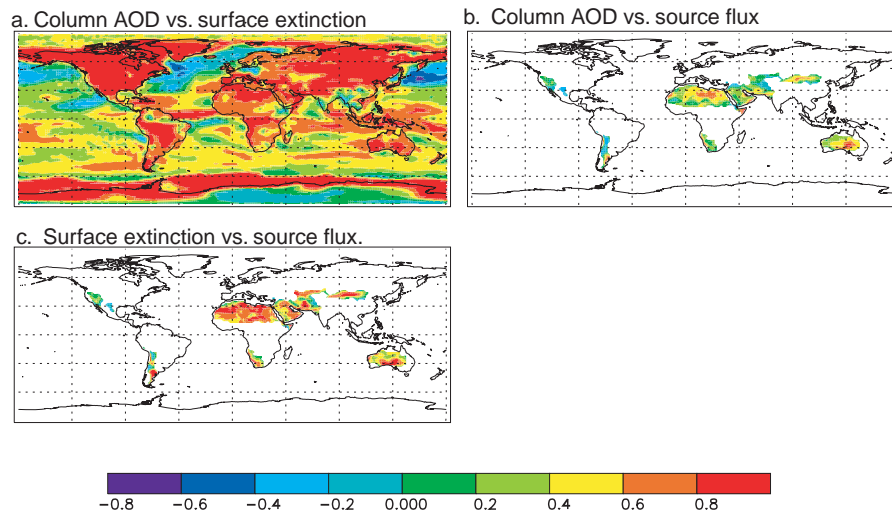 a. Column AOD vs. surface extinction
b. Column AOD vs. source flux
c. Surface extinction vs. source flux.
−0.8 −0.6 −0.4 −0.2 0.000 0.2 0.4 0.6 0.8